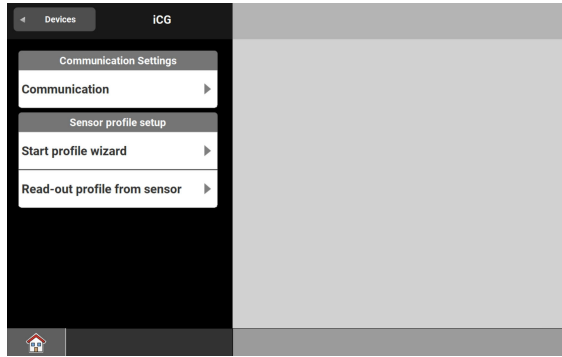 Devices
iCG
Communication Settings
Communication
Sensor profile setup
Start profile wizard
Read-out profile from sensor